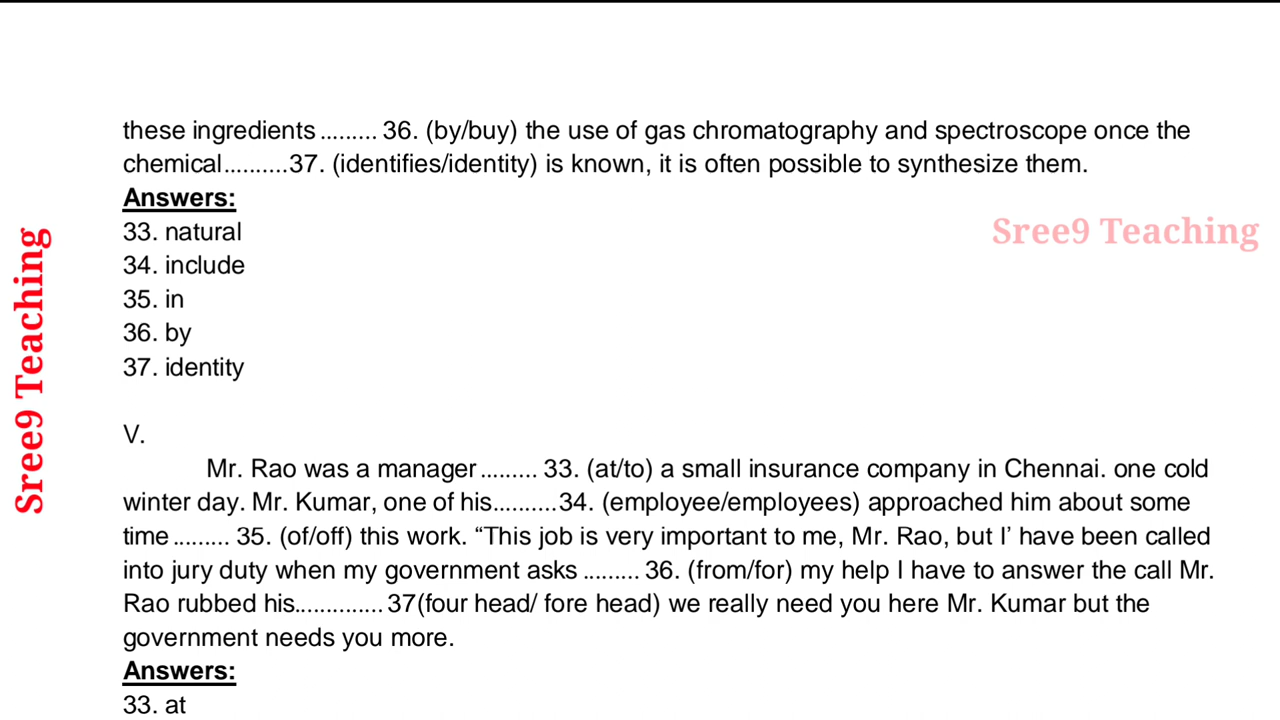 these ingredients ......... 36. (by/buy) the use of gas chromatography and spectroscope once the
chemical..........37. (identifies/identity) is known, it is often possible to synthesize them.
Answers:
33. natural
Sree9 Teaching
34. include
35. in
36. by
37. identity
Sree9 Teaching
V.
Mr. Rao was a manager ......... 33. (at/to) a small insurance company in Chennai. one cold
winter day. Mr. Kumar, one of his..........34. (employee/employees) approached him about some
time ......... 35. (of/off) this work. “This job is very important to me, Mr. Rao, but I’ have been called
into jury duty when my government asks ......... 36. (from/for) my help I have to answer the call Mr.
Rao rubbed his.............. 37(four head/ fore head) we really need you here Mr. Kumar but the
government needs you more.
Answers:
33. at